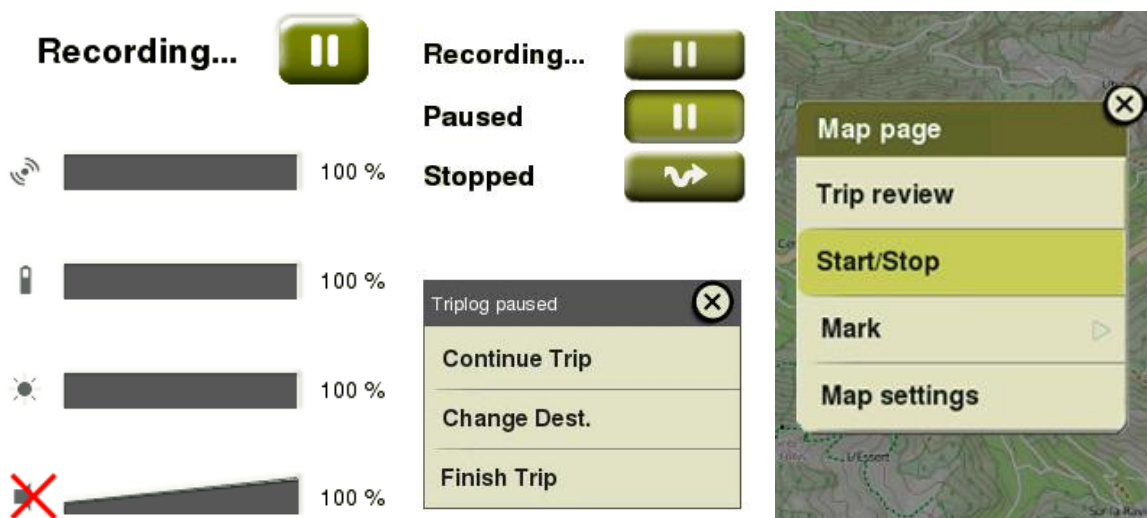 Recording...
100 %
100 %
100 %
100 %
Recording...
Paused
Stopped
Triplog paused
Continue Trip
Change Dest.
Finish Trip
Map page
Trip review
Start/Stop
Mark
Map settings
L'Essert